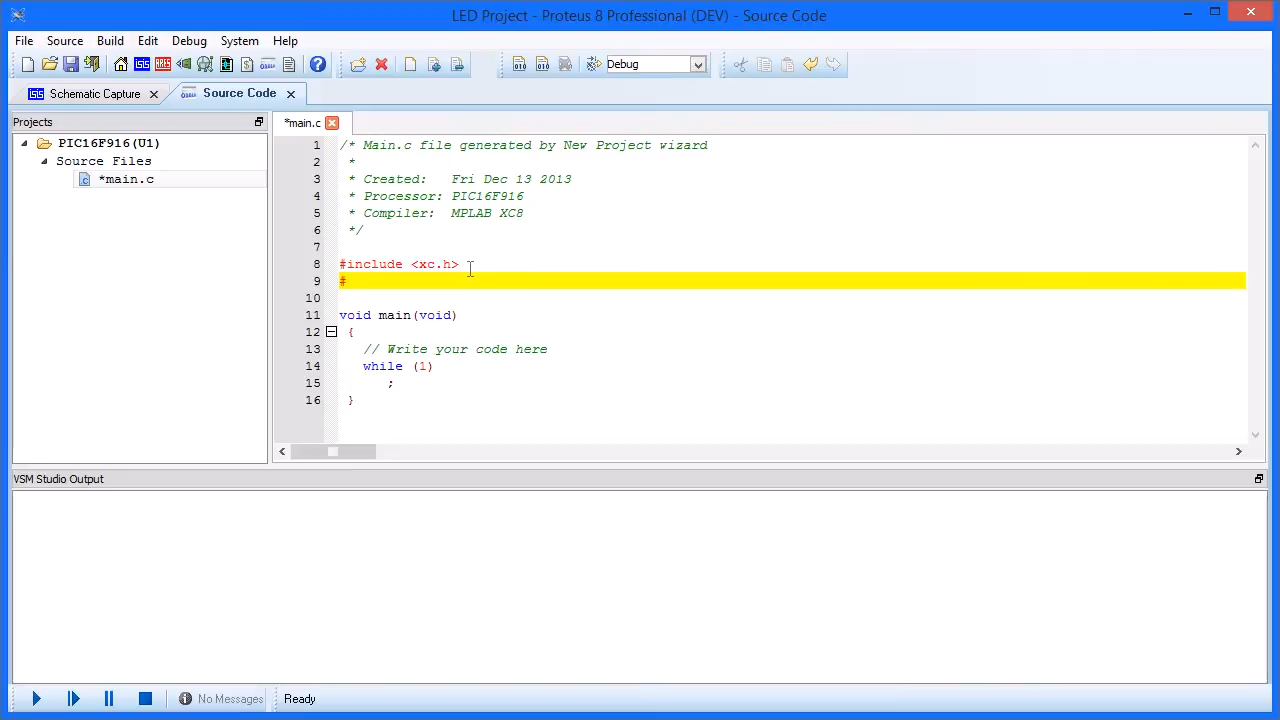 LED Project - Proteus 8 Professional (DEV) - Source Code
File Source Build Edit Debug System Help
Debug
Schematic Capture Source Code
Projects
*main.c
PIC16F916(U1)
Source Files
*main.c
1 /* Main.c file generated by New Project wizard
2 *
3 * Created: Fri Dec 13 2013
4 * Processor: PIC16F916
5 * Compiler: MPLAB XC8
6 */
7
8 #include <xc.h>
9 #
10
11 void main(void)
12 {
13 // Write your code here
14 while (1)
15 ;
16 }
VSM Studio Output
No Messages Ready